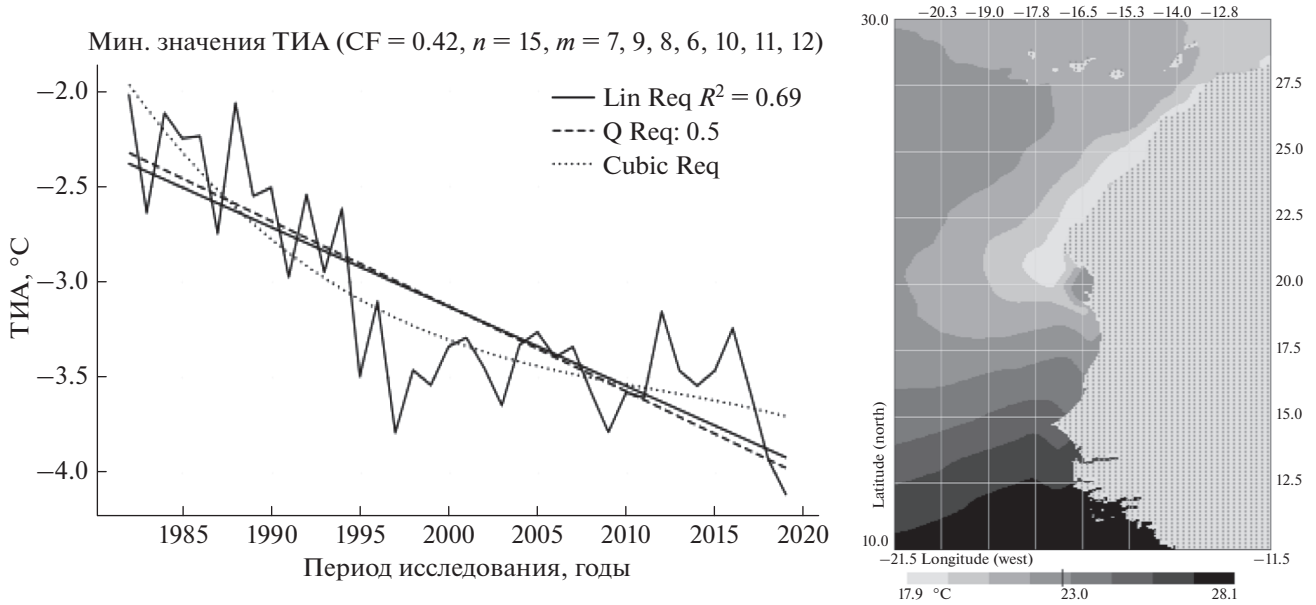 Мин. значения ТИА (CF = 0.42, n = 15, m = 7, 9, 8, 6, 10, 11, 12)
Lin Req R² = 0.69
Q Req: 0.5
Cubic Req
ТИА, °C
−2.0
−2.5
−3.0
−3.5
−4.0
1985 1990 1995 2000 2005 2010 2015 2020
Период исследования, годы
−20.3 −19.0 −17.8 −16.5 −15.3 −14.0 −12.8
30.0
27.5
25.0
22.5
20.0
17.5
15.0
12.5
Latitude (north)
10.0
−21.5 Longitude (west) −11.5
17.9 °C 23.0 28.1